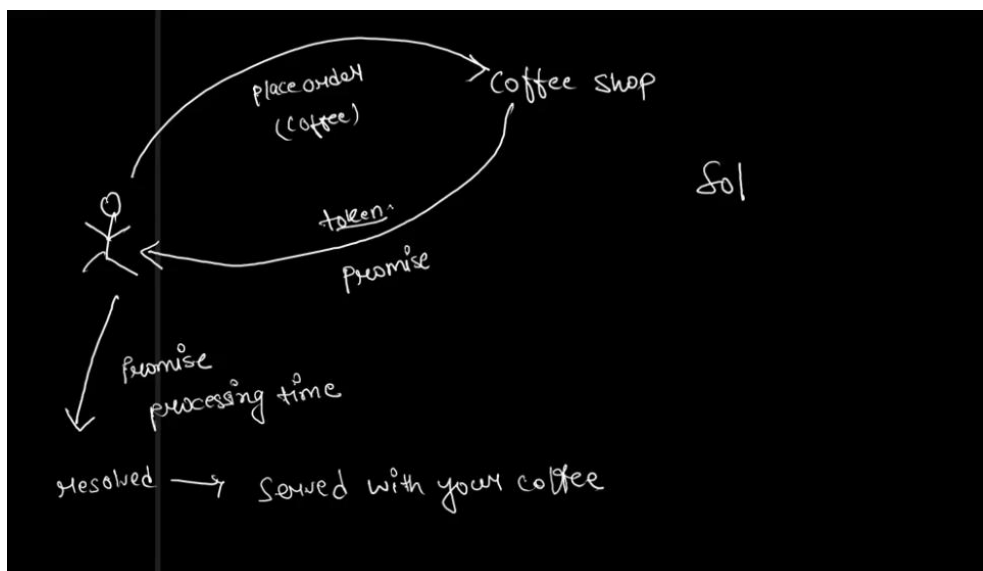 place order
(coffee)
coffee shop
Sol
token.
promise
promise
processing time
resolved → served with your coffee